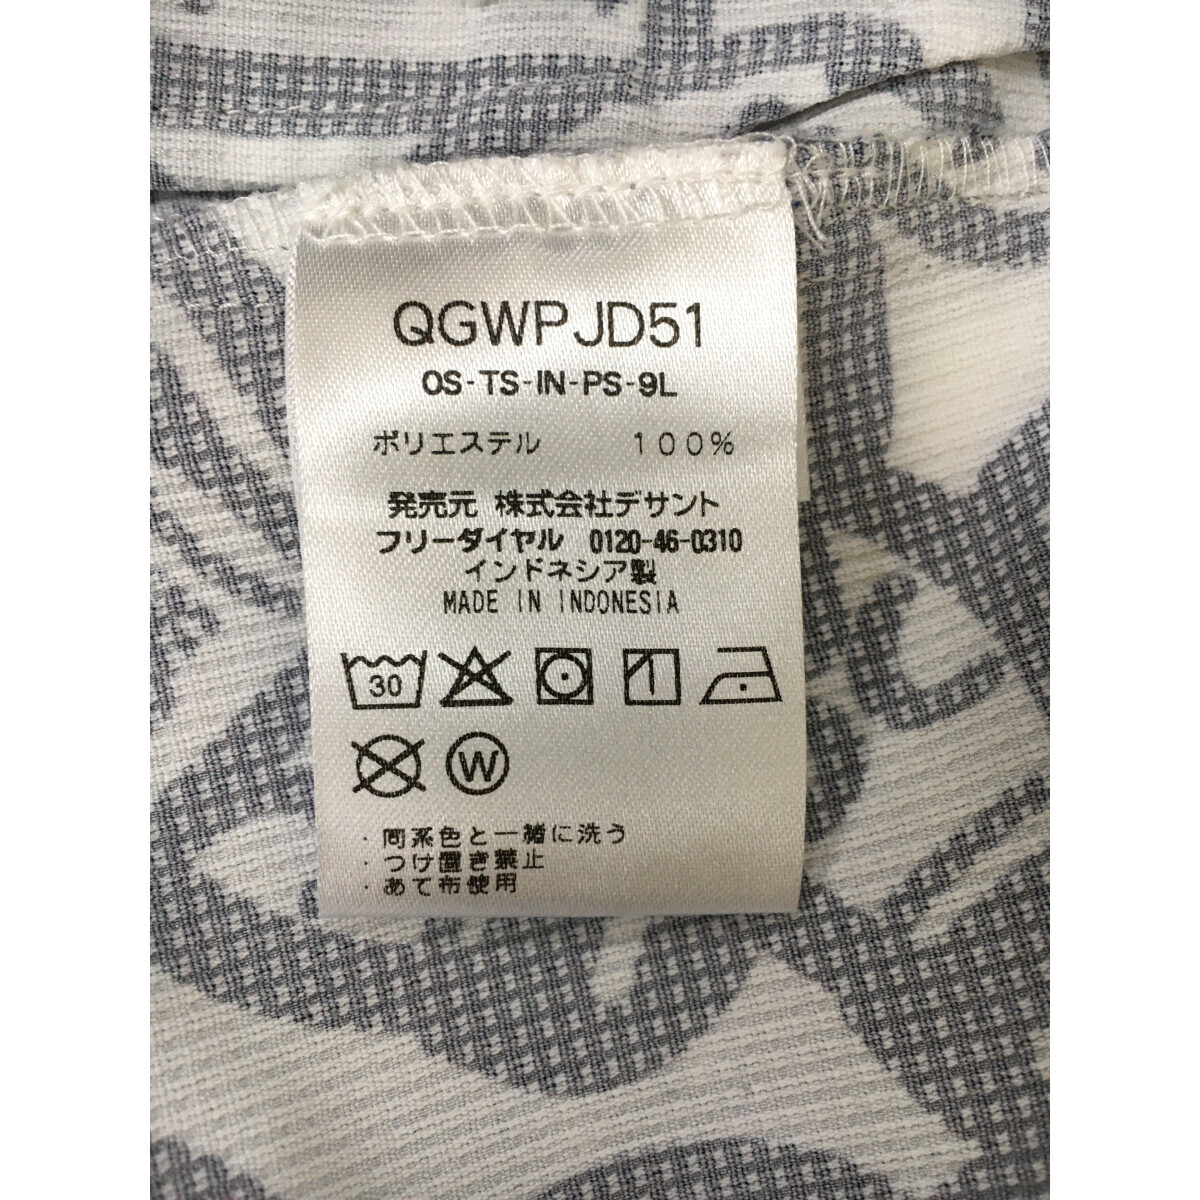 QGWPJD51
OS-TS-IN-PS-9L
ポリエステル 100%
発売元 株式会社デサント
フリーダイヤル 0120-46-0310
インドネシア製
MADE IN INDONESIA
30
W
・同系色と一緒に洗う
・つけ置き禁止
・あて布使用